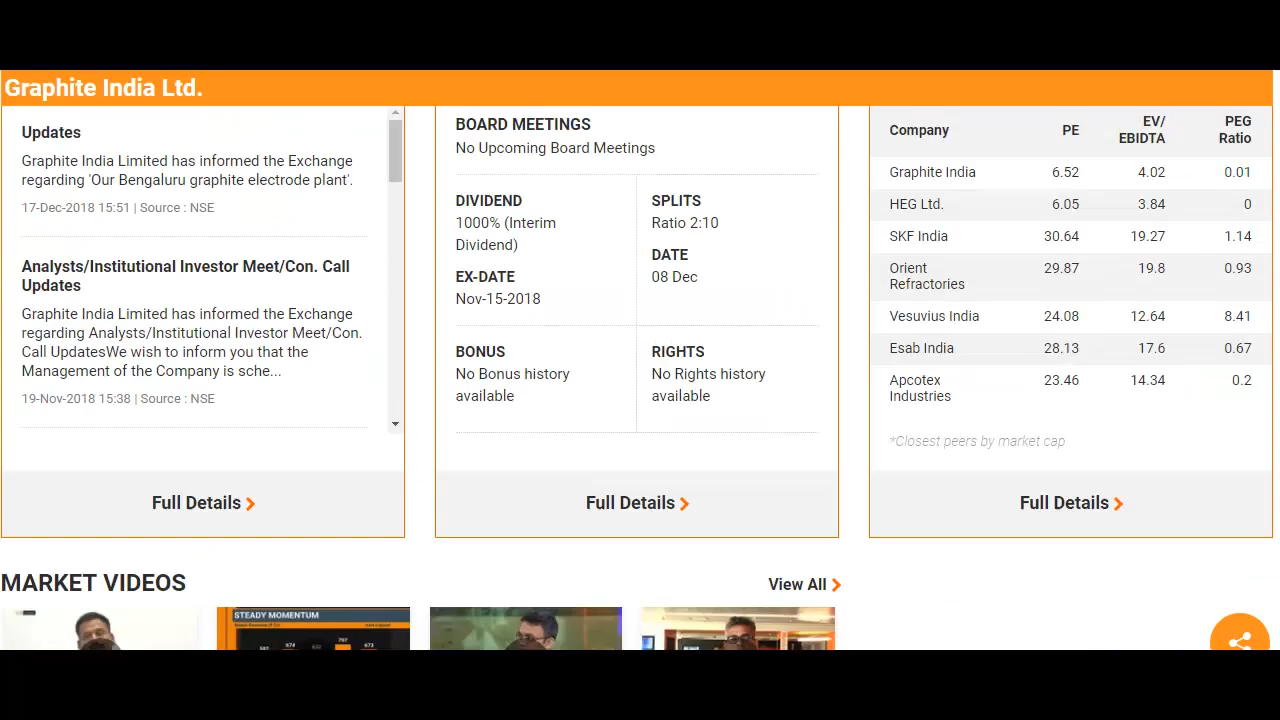 Graphite India Ltd.
Updates
Graphite India Limited has informed the Exchange
regarding 'Our Bengaluru graphite electrode plant'.
17-Dec-2018 15:51 | Source : NSE
Analysts/Institutional Investor Meet/Con. Call
Updates
Graphite India Limited has informed the Exchange
regarding Analysts/Institutional Investor Meet/Con.
Call UpdatesWe wish to inform you that the
Management of the Company is sche...
19-Nov-2018 15:38 | Source : NSE
Full Details
BOARD MEETINGS
No Upcoming Board Meetings
DIVIDEND
1000% (Interim
Dividend)
EX-DATE
Nov-15-2018
SPLITS
Ratio 2:10
DATE
08 Dec
BONUS
No Bonus history
available
RIGHTS
No Rights history
available
Full Details
Company PE EV/ EBIDTA PEG Ratio
Graphite India 6.52 4.02 0.01
HEG Ltd. 6.05 3.84 0
SKF India 30.64 19.27 1.14
Orient Refractories 29.87 19.8 0.93
Vesuvius India 24.08 12.64 8.41
Esab India 28.13 17.6 0.67
Apcotex Industries 23.46 14.34 0.2
*Closest peers by market cap
Full Details
MARKET VIDEOS
View All
STEADY MOMENTUM